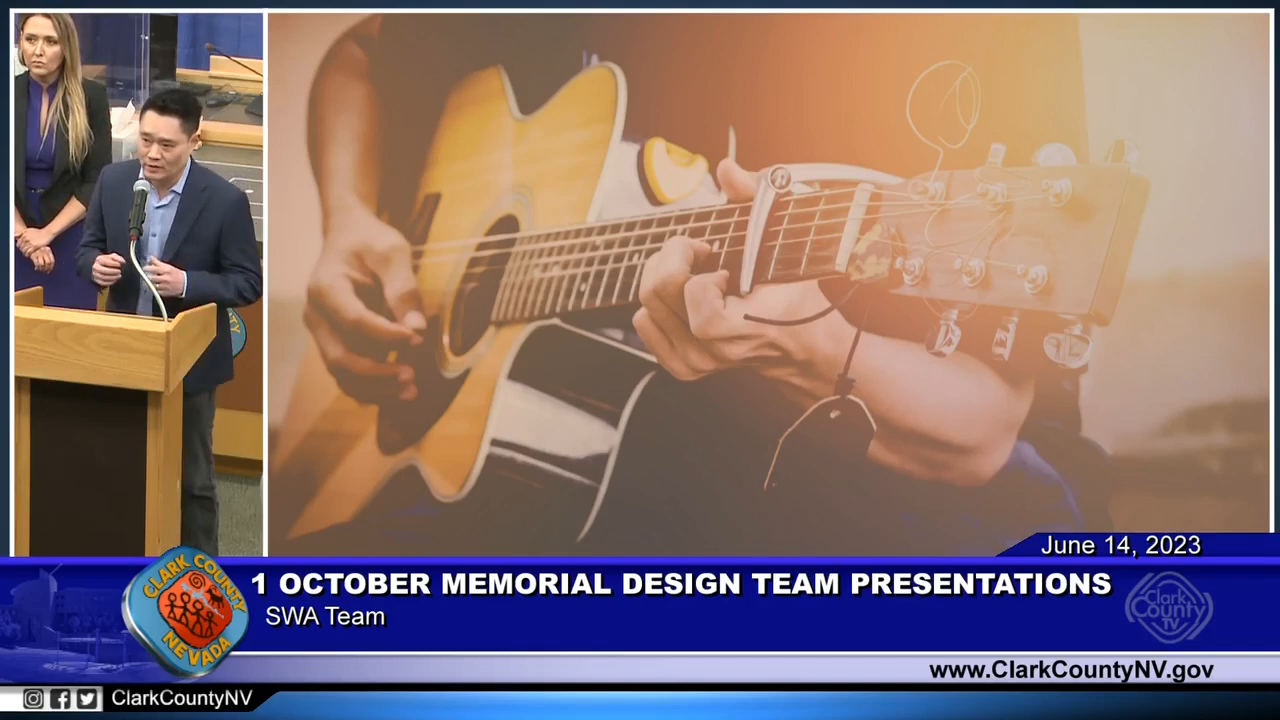 June 14, 2023
1 OCTOBER MEMORIAL DESIGN TEAM PRESENTATIONS
SWA Team
CLARK COUNTY
NEVADA
Clark
County
TV
www.ClarkCountyNV.gov
ClarkCountyNV